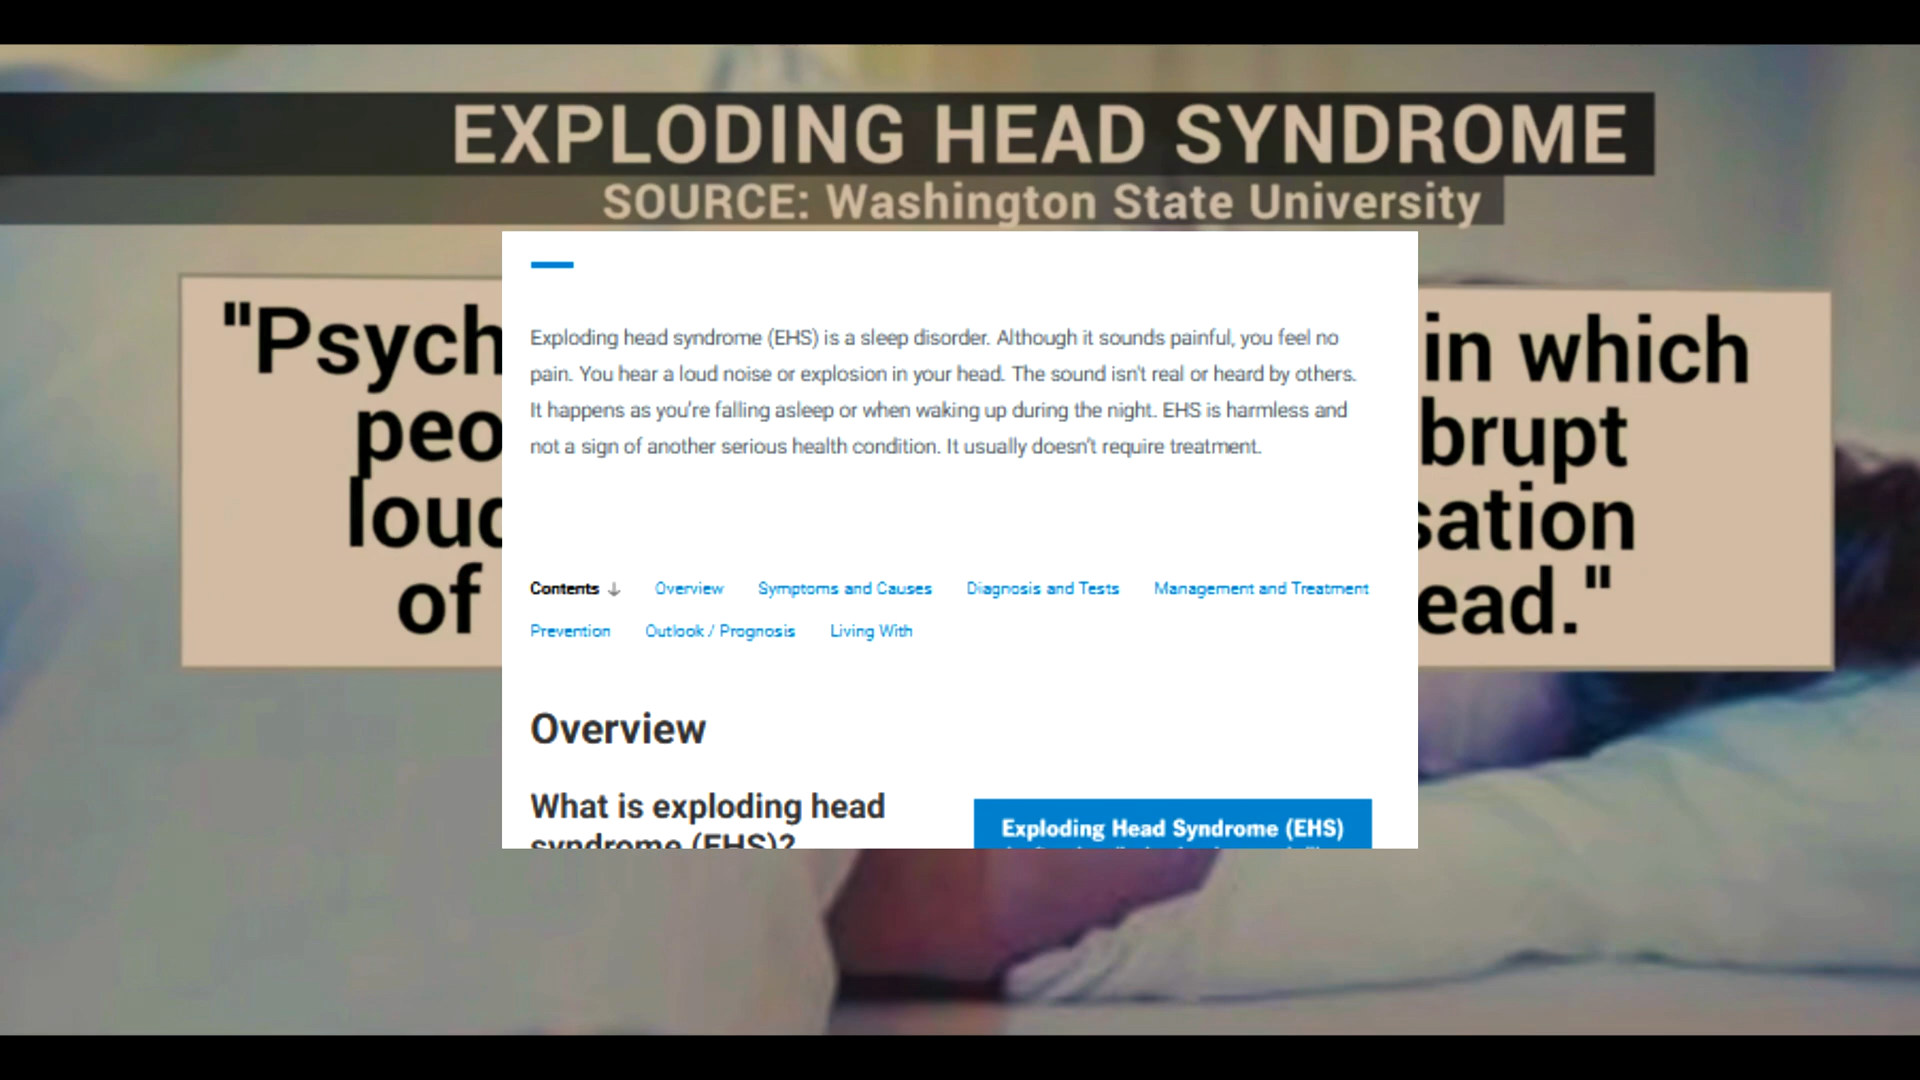 EXPLODING HEAD SYNDROME
SOURCE: Washington State University
"Psych
in which
peo
brupt
loud
sation
of
ead."
Exploding head syndrome (EHS) is a sleep disorder. Although it sounds painful, you feel no
pain. You hear a loud noise or explosion in your head. The sound isn't real or heard by others.
It happens as you're falling asleep or when waking up during the night. EHS is harmless and
not a sign of another serious health condition. It usually doesn't require treatment.
Contents ↓ Overview Symptoms and Causes Diagnosis and Tests Management and Treatment
Prevention Outlook / Prognosis Living With
Overview
What is exploding head
syndrome (EHS)?
Exploding Head Syndrome (EHS)